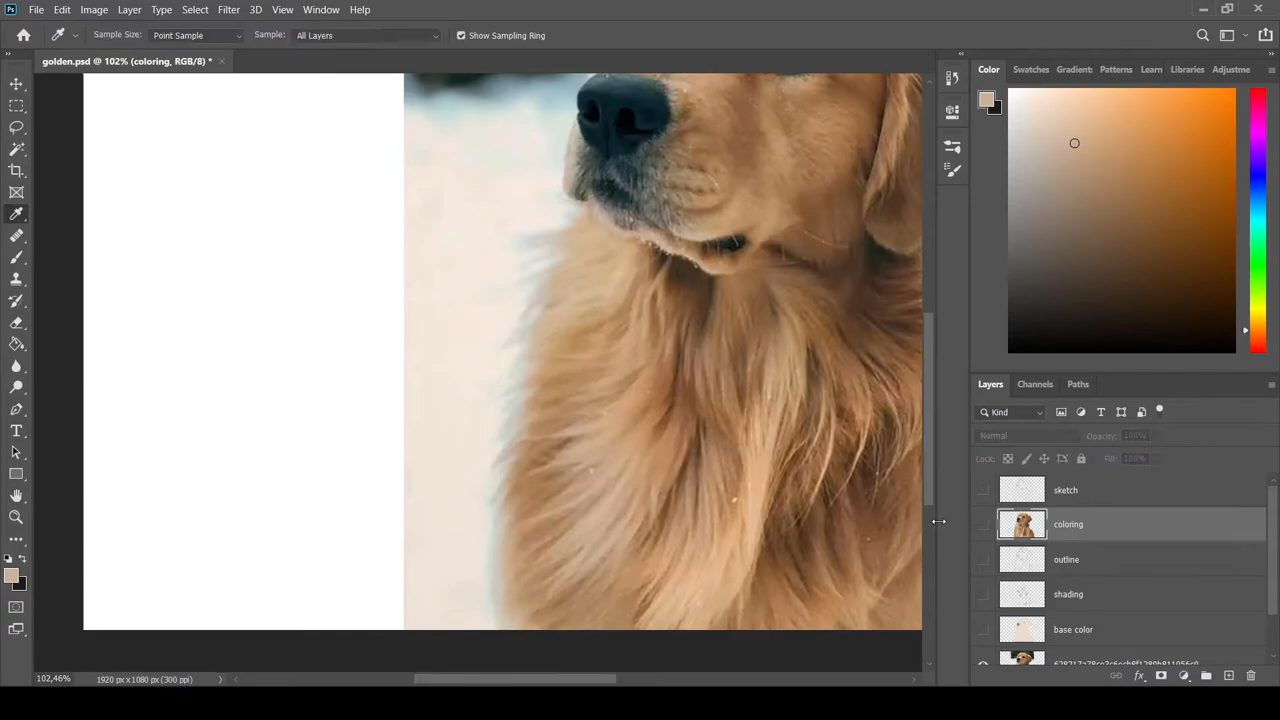 Ps File Edit Image Layer Type Select Filter 3D View Window Help
Sample Size: Point Sample Sample: All Layers Show Sampling Ring
golden.psd @ 102% (coloring, RGB/8) * ×
Color Swatches Gradient: Patterns Learn Libraries Adjustme
Layers Channels Paths
Kind
Normal Opacity: 100%
Lock: Fill: 100%
sketch
coloring
outline
shading
base color
102,46% 1920 px x 1080 px (300 ppi)
fx